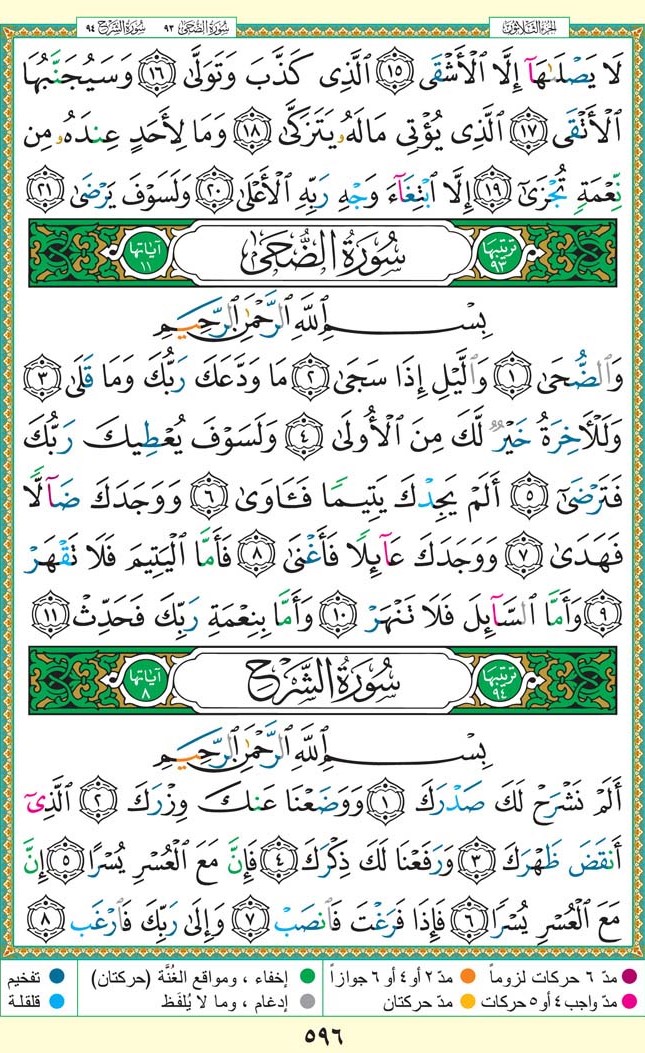 الجزء الثلاثون
سورة الضحى ٩٣
سورة الشرح ٩٤
لَا يَصْلَىٰهَآ إِلَّا ٱلْأَشْقَى ١٥ ٱلَّذِى كَذَّبَ وَتَوَلَّىٰ ١٦ وَسَيُجَنَّبُهَا
ٱلْأَتْقَى ١٧ ٱلَّذِى يُؤْتِى مَالَهُۥ يَتَزَكَّىٰ ١٨ وَمَا لِأَحَدٍ عِندَهُۥ مِن
نِّعْمَةٍ تُجْزَىٰٓ ١٩ إِلَّا ٱبْتِغَآءَ وَجْهِ رَبِّهِ ٱلْأَعْلَىٰ ٢٠ وَلَسَوْفَ يَرْضَىٰ ٢١
ترتيبها ٩٣
سُورَةُ الضُّحَىٰ
آياتها ١١
بِسْمِ ٱللَّهِ ٱلرَّحْمَٰنِ ٱلرَّحِيمِ
وَٱلضُّحَىٰ ١ وَٱلَّيْلِ إِذَا سَجَىٰ ٢ مَا وَدَّعَكَ رَبُّكَ وَمَا قَلَىٰ ٣
وَلَلْءَاخِرَةُ خَيْرٌ لَّكَ مِنَ ٱلْأُولَىٰ ٤ وَلَسَوْفَ يُعْطِيكَ رَبُّكَ
فَتَرْضَىٰٓ ٥ أَلَمْ يَجِدْكَ يَتِيمًا فَـَٔاوَىٰ ٦ وَوَجَدَكَ ضَآلًّا
فَهَدَىٰ ٧ وَوَجَدَكَ عَآئِلًا فَأَغْنَىٰ ٨ فَأَمَّا ٱلْيَتِيمَ فَلَا تَقْهَرْ
٩ وَأَمَّا ٱلسَّآئِلَ فَلَا تَنْهَرْ ١٠ وَأَمَّا بِنِعْمَةِ رَبِّكَ فَحَدِّثْ ١١
ترتيبها ٩٤
سُورَةُ الشَّرْحِ
آياتها ٨
بِسْمِ ٱللَّهِ ٱلرَّحْمَٰنِ ٱلرَّحِيمِ
أَلَمْ نَشْرَحْ لَكَ صَدْرَكَ ١ وَوَضَعْنَا عَنكَ وِزْرَكَ ٢ ٱلَّذِىٓ
أَنقَضَ ظَهْرَكَ ٣ وَرَفَعْنَا لَكَ ذِكْرَكَ ٤ فَإِنَّ مَعَ ٱلْعُسْرِ يُسْرًا ٥ إِنَّ
مَعَ ٱلْعُسْرِ يُسْرًا ٦ فَإِذَا فَرَغْتَ فَٱنصَبْ ٧ وَإِلَىٰ رَبِّكَ فَٱرْغَب ٨
مدّ ٦ حركات لزوماً مدّ ٢ أو ٤ أو ٦ جوازاً إخفاء ، ومواقع الغُنَّة (حركتان) تفخيم
مدّ واجب ٤ أو ٥ حركات مدّ حركتان إدغام ، وما لا يُلفَظ قلقلة
٥٩٦